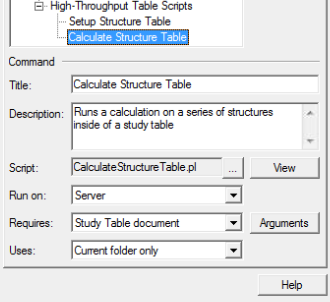 High-Throughput Table Scripts
Setup Structure Table
Calculate Structure Table
Command
Title: Calculate Structure Table
Description: Runs a calculation on a series of structures
inside of a study table
Script: CalculateStructureTable.pl ... View
Run on: Server
Requires: Study Table document Arguments
Uses: Current folder only
Help